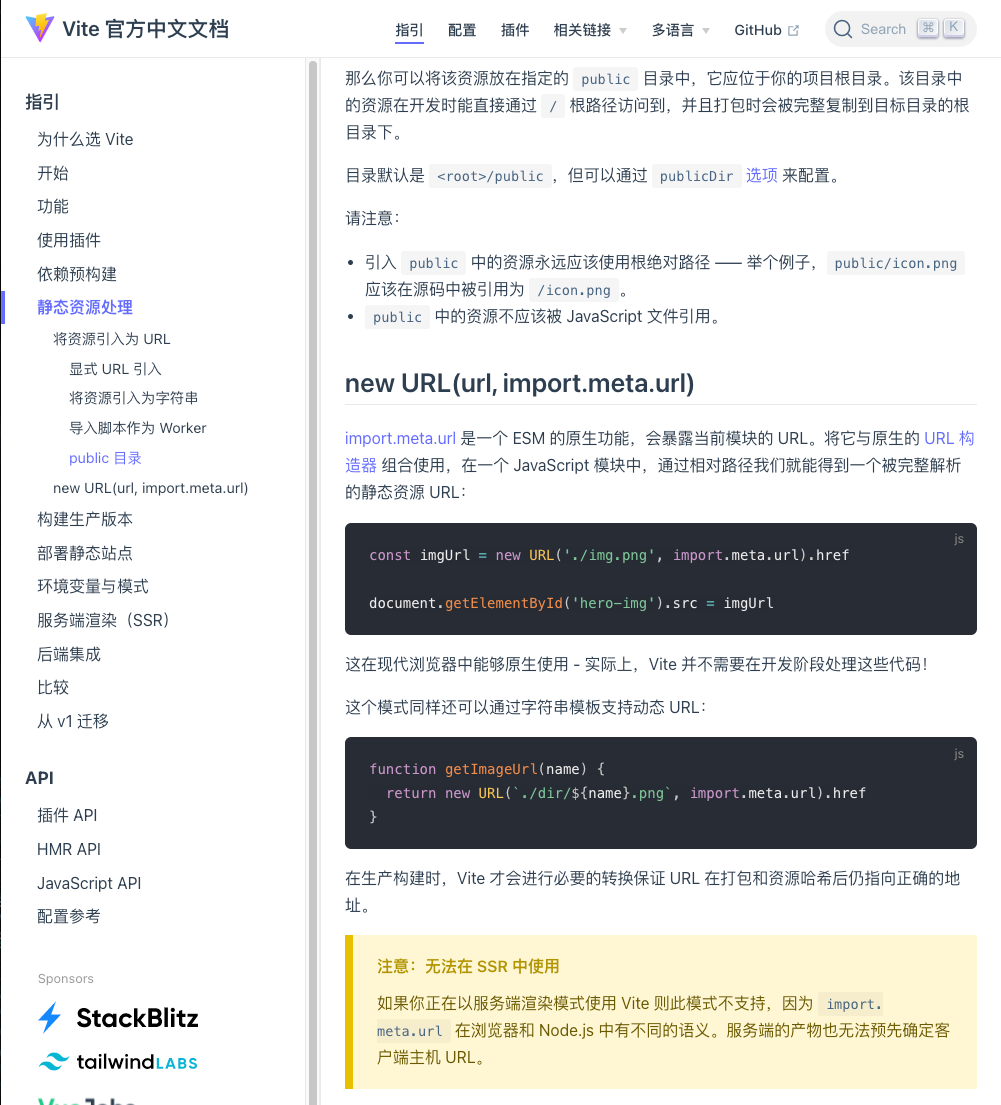 Vite 官方中文文档
指引 配置 插件 相关链接 多语言 GitHub Search ⌘ K
指引
为什么选 Vite
开始
功能
使用插件
依赖预构建
静态资源处理
将资源引入为 URL
显式 URL 引入
将资源引入为字符串
导入脚本作为 Worker
public 目录
new URL(url, import.meta.url)
构建生产版本
部署静态站点
环境变量与模式
服务端渲染（SSR）
后端集成
比较
从 v1 迁移
API
插件 API
HMR API
JavaScript API
配置参考
Sponsors
StackBlitz
tailwindLABS
VueJobs
那么你可以将该资源放在指定的 public 目录中，它应位于你的项目根目录。该目录中
的资源在开发时能直接通过 / 根路径访问到，并且打包时会被完整复制到目标目录的根
目录下。
目录默认是 <root>/public，但可以通过 publicDir 选项 来配置。
请注意：
• 引入 public 中的资源永远应该使用根绝对路径 —— 举个例子，public/icon.png
应该在源码中被引用为 /icon.png。
• public 中的资源不应该被 JavaScript 文件引用。
new URL(url, import.meta.url)
import.meta.url 是一个 ESM 的原生功能，会暴露当前模块的 URL。将它与原生的 URL 构
造器 组合使用，在一个 JavaScript 模块中，通过相对路径我们就能得到一个被完整解析
的静态资源 URL：
js
const imgUrl = new URL('./img.png', import.meta.url).href
document.getElementById('hero-img').src = imgUrl
这在现代浏览器中能够原生使用 - 实际上，Vite 并不需要在开发阶段处理这些代码！
这个模式同样还可以通过字符串模板支持动态 URL：
js
function getImageUrl(name) {
  return new URL(`./dir/${name}.png`, import.meta.url).href
}
在生产构建时，Vite 才会进行必要的转换保证 URL 在打包和资源哈希后仍指向正确的地
址。
注意：无法在 SSR 中使用
如果你正在以服务端渲染模式使用 Vite 则此模式不支持，因为 import.
meta.url 在浏览器和 Node.js 中有不同的语义。服务端的产物也无法预先确定客
户端主机 URL。